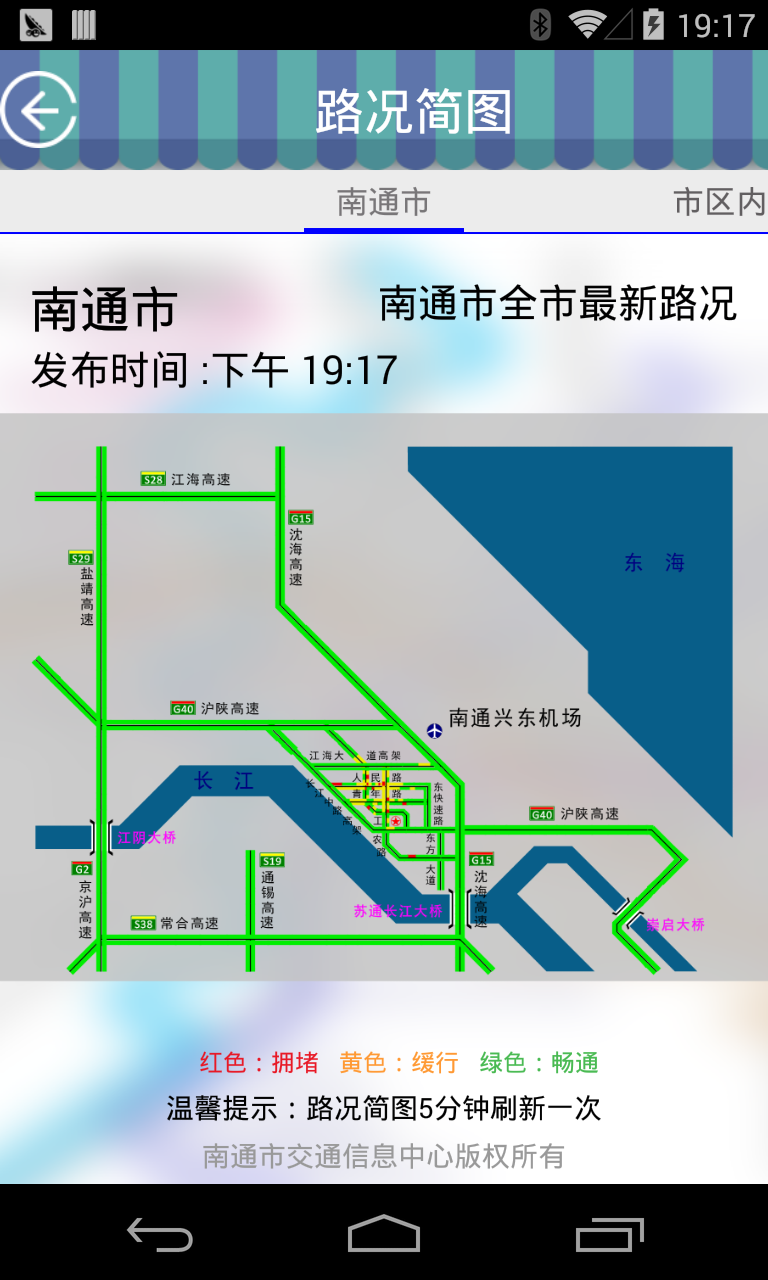 19:17
路况简图
南通市
市区内
南通市
南通市全市最新路况
发布时间 :下午 19:17
S28 江海高速
G15
沈海高速
S29
盐靖高速
东 海
G40 沪陕高速
南通兴东机场
江海大道高架
人民路
青年路
长江中路高架
东快速路
长 江
工农路
G40 沪陕高速
江阴大桥
东方大道
G2
京沪高速
S19
通锡高速
G15
沈海高速
苏通长江大桥
S38 常合高速
崇启大桥
红色：拥堵 黄色：缓行 绿色：畅通
温馨提示：路况简图5分钟刷新一次
南通市交通信息中心版权所有